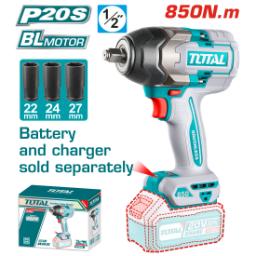 P20S
BL MOTOR
1/2"
850N.m
22 mm
24 mm
27 mm
TOTAL
Battery
and charger
sold separately
TOTAL
20V